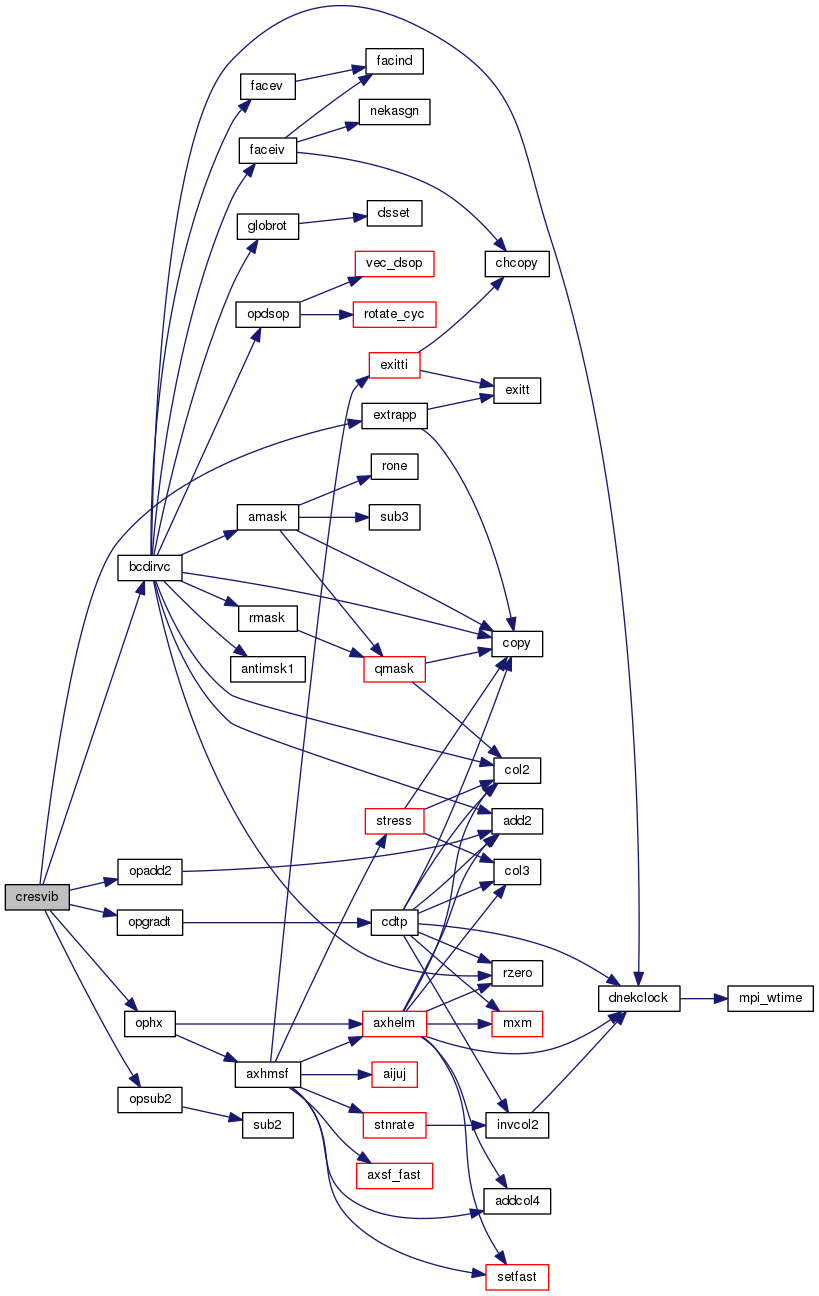 facind
facev
nekasgn
faceiv
dsset
globrot
vec_dsop
chcopy
opdsop
rotate_cyc
exitti
exitt
extrapp
rone
amask
sub3
bcdirvc
rmask
copy
antimsk1
qmask
col2
stress
add2
opadd2
col3
cresvib
opgradt
cdtp
rzero
dnekclock
mpi_wtime
ophx
axhelm
mxm
axhmsf
aijuj
opsub2
sub2
stnrate
invcol2
axsf_fast
addcol4
setfast